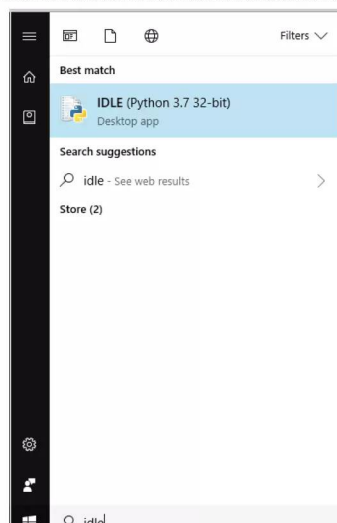 Filters
Best match
IDLE (Python 3.7 32-bit)
Desktop app
Search suggestions
idle - See web results
Store (2)
idle